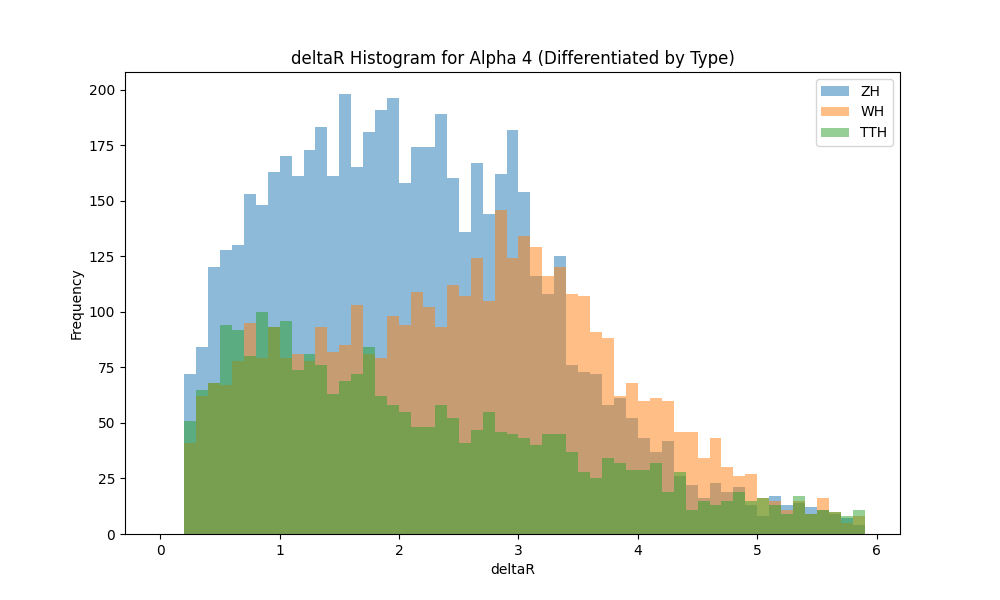 deltaR Histogram for Alpha 4 (Differentiated by Type)
ZH
WH
TTH
Frequency
200
175
150
125
100
75
50
25
0
0 1 2 3 4 5 6
deltaR